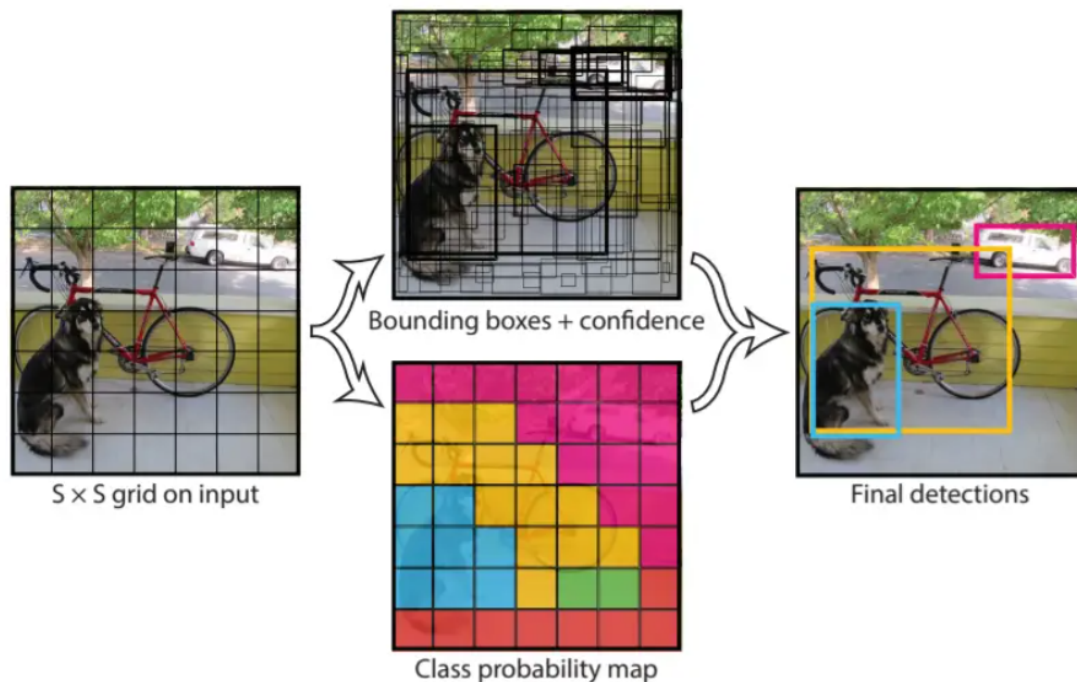 S × S grid on input
Bounding boxes + confidence
Class probability map
Final detections